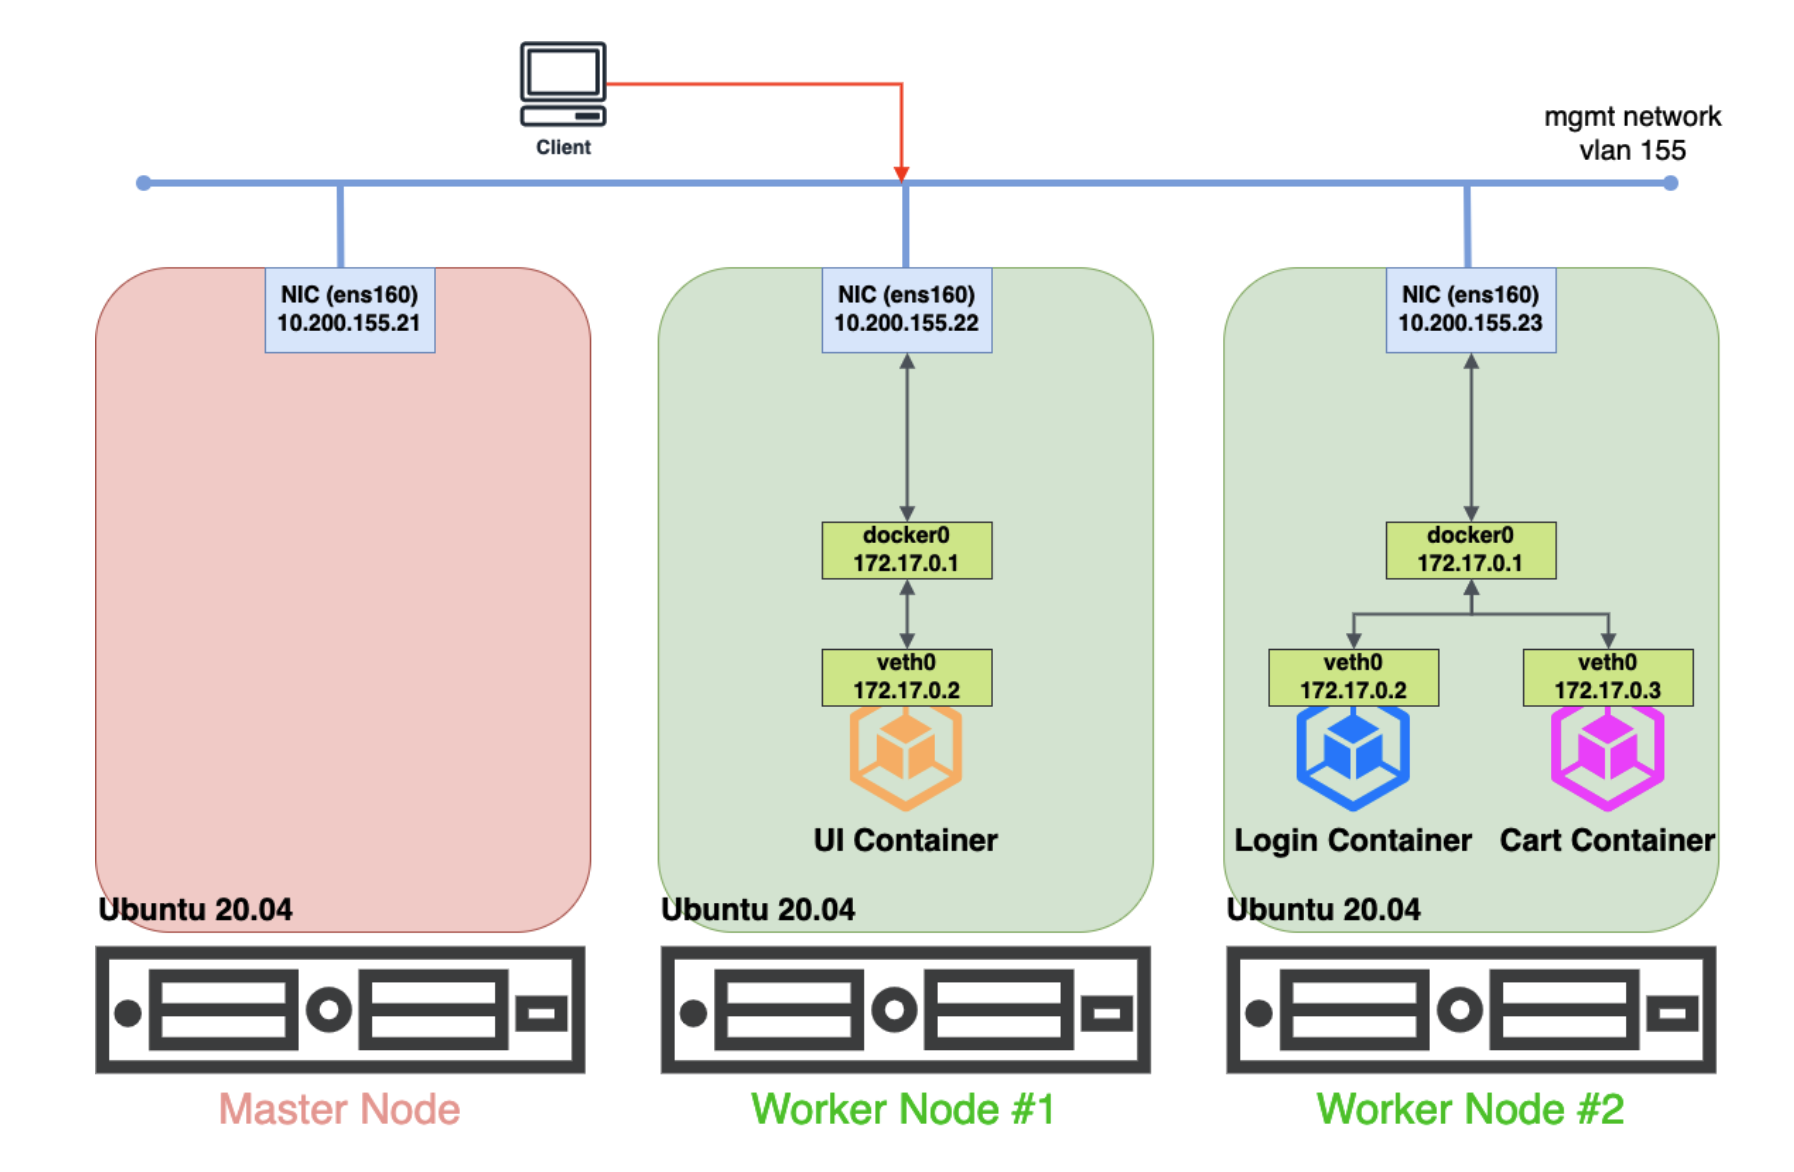 Client
mgmt network
vlan 155
NIC (ens160)
10.200.155.21
NIC (ens160)
10.200.155.22
NIC (ens160)
10.200.155.23
docker0
172.17.0.1
docker0
172.17.0.1
veth0
172.17.0.2
veth0
172.17.0.2
veth0
172.17.0.3
UI Container
Login Container
Cart Container
Ubuntu 20.04
Ubuntu 20.04
Ubuntu 20.04
Master Node
Worker Node #1
Worker Node #2